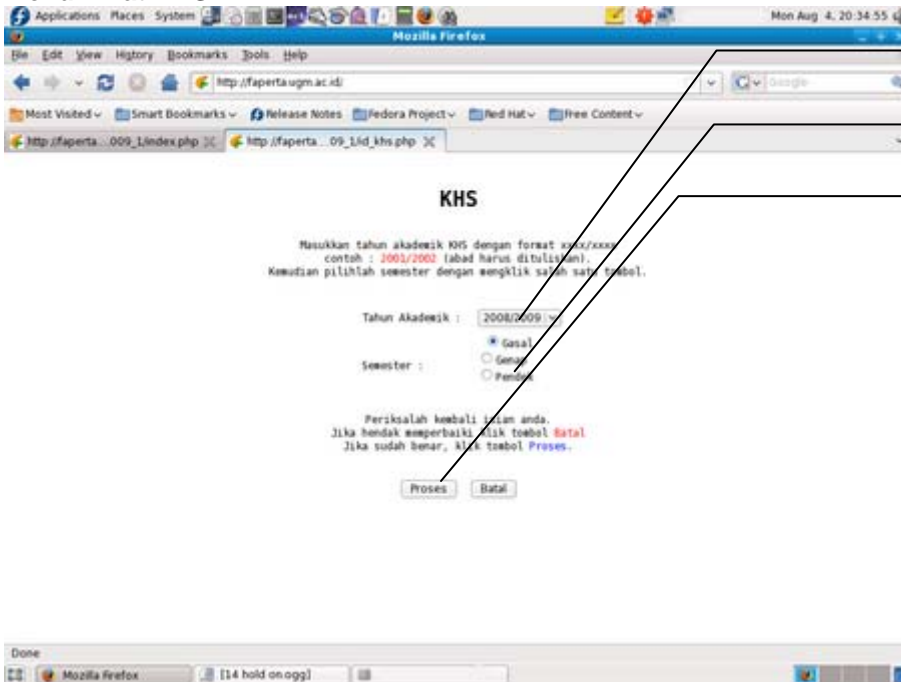 Applications Places System
Mon Aug 4, 20:34:55
Mozilla Firefox
File Edit View History Bookmarks Tools Help
http://faperta.ugm.ac.id/
Google
Most Visited Smart Bookmarks Release Notes Fedora Project Red Hat Free Content
http://faperta...009_1/index.php
http://faperta...09_1/id_khs.php
KHS
Masukkan tahun akademik KHS dengan format xxxx/xxxx
contoh : 2001/2002 (abad harus dituliskan).
Kemudian pilihlah semester dengan mengklik salah satu tombol.
Tahun Akademik : 2008/2009
Semester :
Gasal
Genap
Pendek
Periksalah kembali isian anda.
Jika hendak memperbaiki klik tombol Batal
Jika sudah benar, klik tombol Proses.
Proses Batal
Done
Mozilla Firefox [14 hold on.ogg]